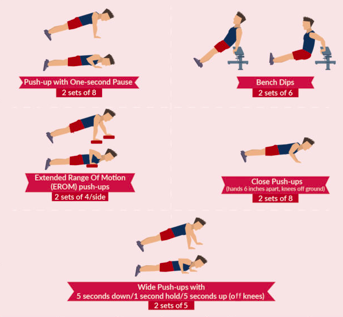 Push-up with One-second Pause
2 sets of 8
Bench Dips
2 sets of 6
Extended Range Of Motion
(EROM) push-ups
2 sets of 4/side
Close Push-ups
(hands 6 inches apart, knees off ground)
2 sets of 8
Wide Push-ups with
5 seconds down/1 second hold/5 seconds up (off knees)
2 sets of 5